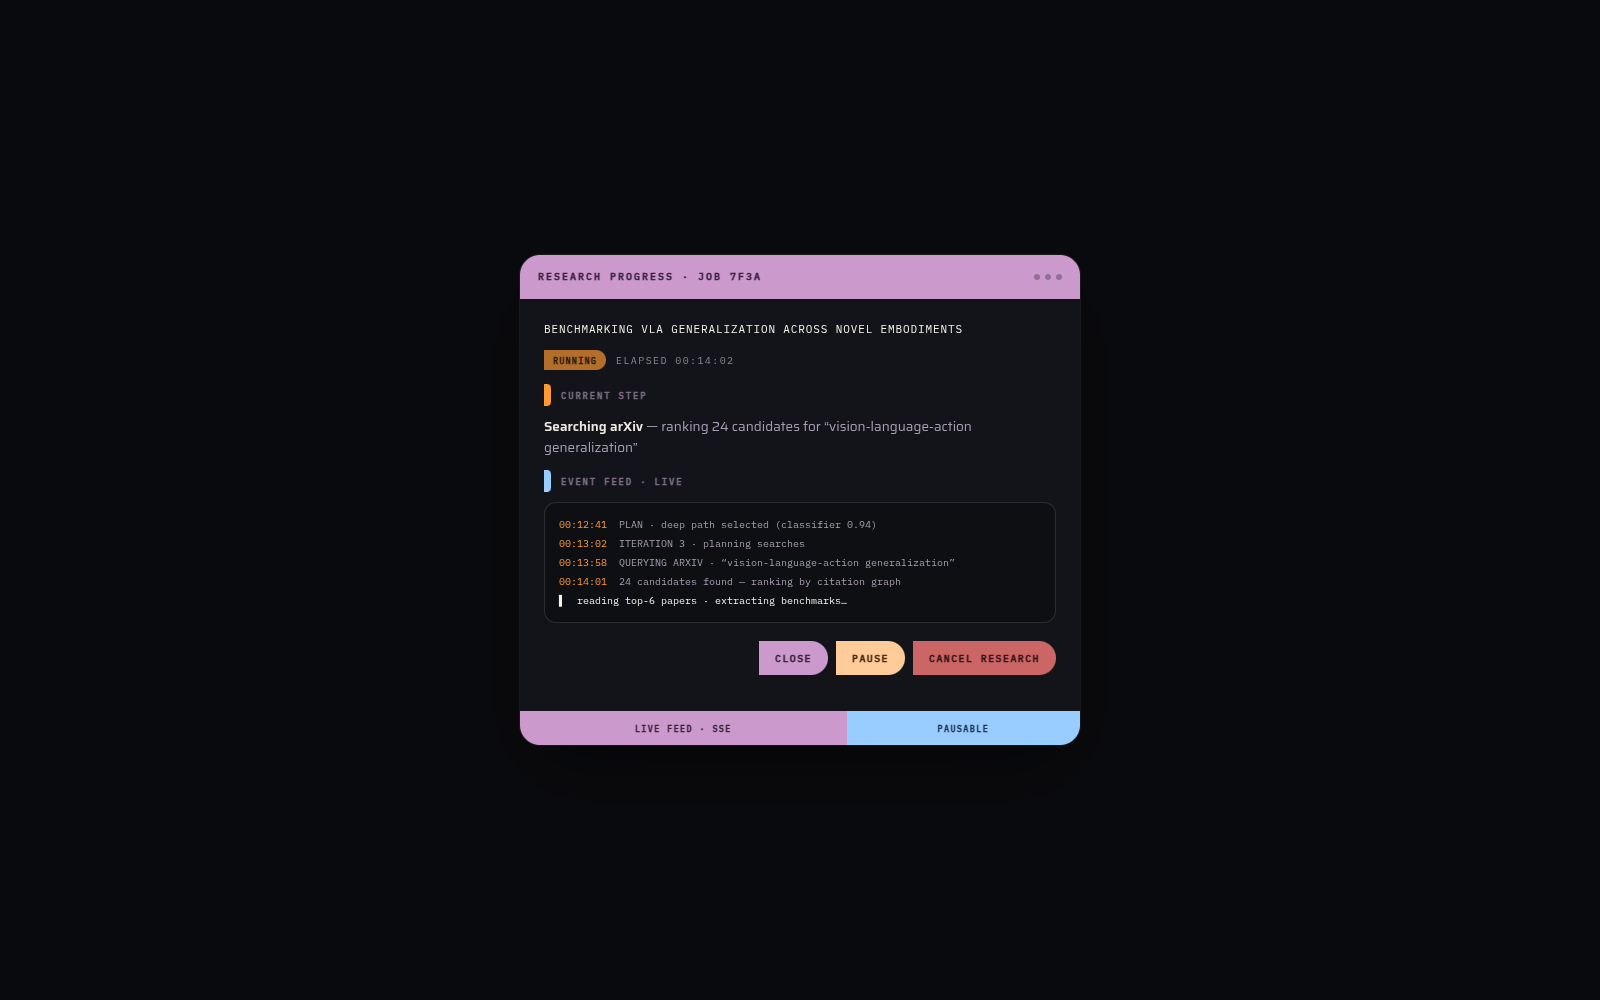 RESEARCH PROGRESS · JOB 7F3A
BENCHMARKING VLA GENERALIZATION ACROSS NOVEL EMBODIMENTS
RUNNING ELAPSED 00:14:02
CURRENT STEP
Searching arXiv — ranking 24 candidates for “vision-language-action
generalization”
EVENT FEED · LIVE
00:12:41 PLAN · deep path selected (classifier 0.94)
00:13:02 ITERATION 3 · planning searches
00:13:58 QUERYING ARXIV · “vision-language-action generalization”
00:14:01 24 candidates found — ranking by citation graph
reading top-6 papers · extracting benchmarks…
CLOSE PAUSE CANCEL RESEARCH
LIVE FEED · SSE PAUSABLE